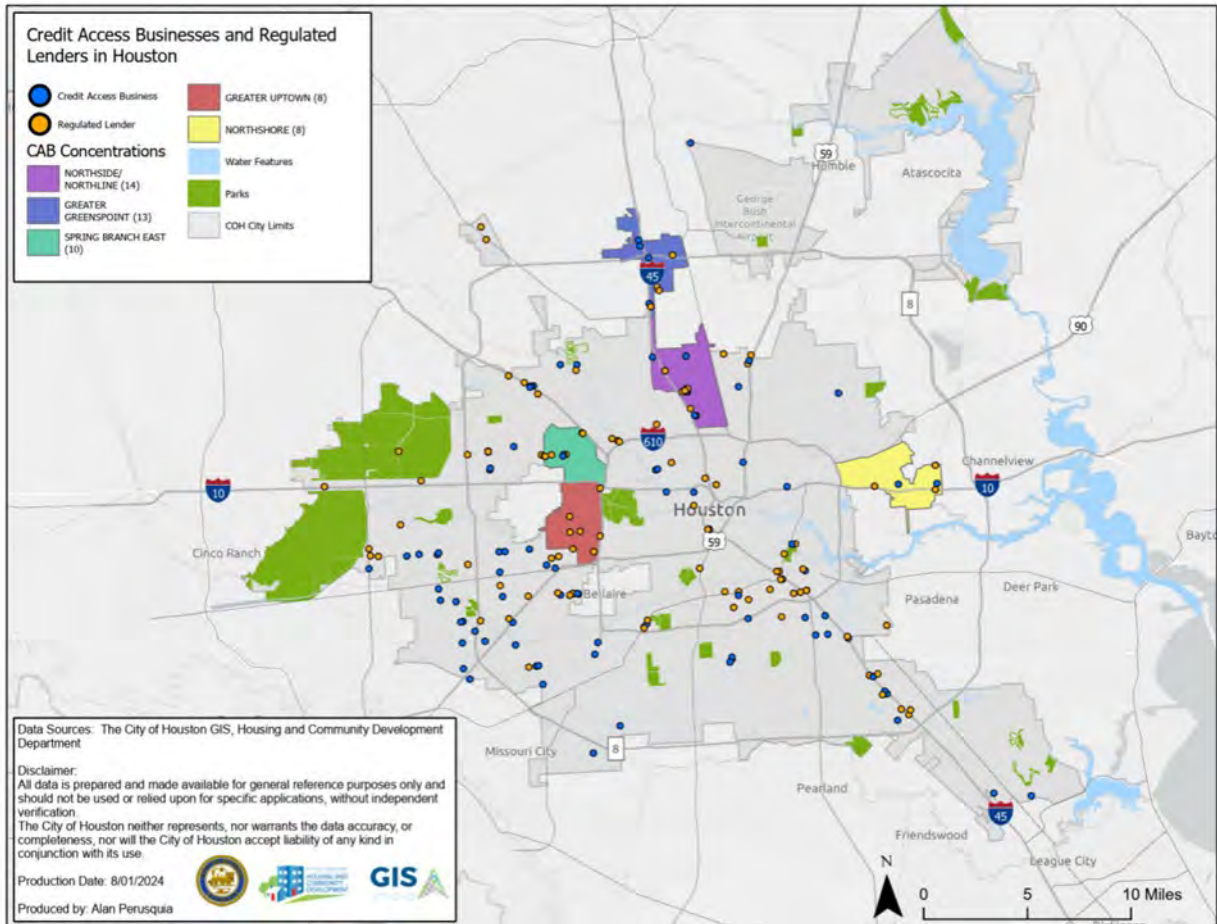 Credit Access Businesses and Regulated
Lenders in Houston
Credit Access Business
Regulated Lender
CAB Concentrations
NORTHSIDE/
NORTHLINE (14)
GREATER
GREENSPOINT (13)
SPRING BRANCH EAST
(10)
GREATER UPTOWN (8)
NORTHSHORE (8)
Water Features
Parks
COH City Limits
59
Humble
Atascocita
George
Bush
Intercontinental
Airport
45
8
90
610
Channelview
10
10
Houston
59
Cinco Ranch
Bellaire
Pasadena
Deer Park
Bayto
Missouri City
8
Pearland
45
Friendswood
League City
Data Sources: The City of Houston GIS, Housing and Community Development
Department
Disclaimer:
All data is prepared and made available for general reference purposes only and
should not be used or relied upon for specific applications, without independent
verification.
The City of Houston neither represents, nor warrants the data accuracy, or
completeness, nor will the City of Houston accept liability of any kind in
conjunction with its use.
Production Date: 8/01/2024
HOUSING AND
COMMUNITY
DEVELOPMENT
GIS
Produced by: Alan Perusquia
N
0 5 10 Miles